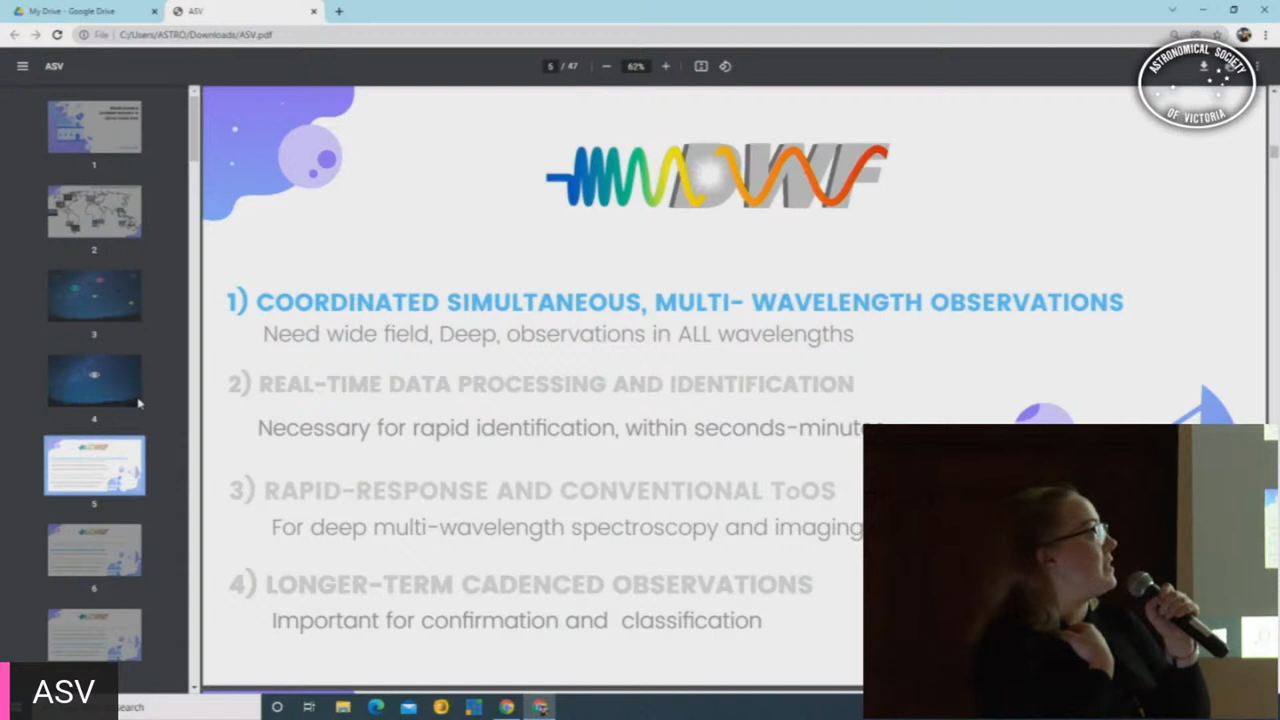 My Drive - Google Drive
ASV
File
C:/Users/ASTRO/Downloads/ASV.pdf
ASV
5 / 47
62%
ASTRONOMICAL SOCIETY
OF VICTORIA
1
2
3
4
5
6
DWF
1) COORDINATED SIMULTANEOUS, MULTI- WAVELENGTH OBSERVATIONS
Need wide field, Deep, observations in ALL wavelengths
2) REAL-TIME DATA PROCESSING AND IDENTIFICATION
Necessary for rapid identification, within seconds-minutes
3) RAPID-RESPONSE AND CONVENTIONAL ToOS
For deep multi-wavelength spectroscopy and imaging
4) LONGER-TERM CADENCED OBSERVATIONS
Important for confirmation and classification
ASV
search